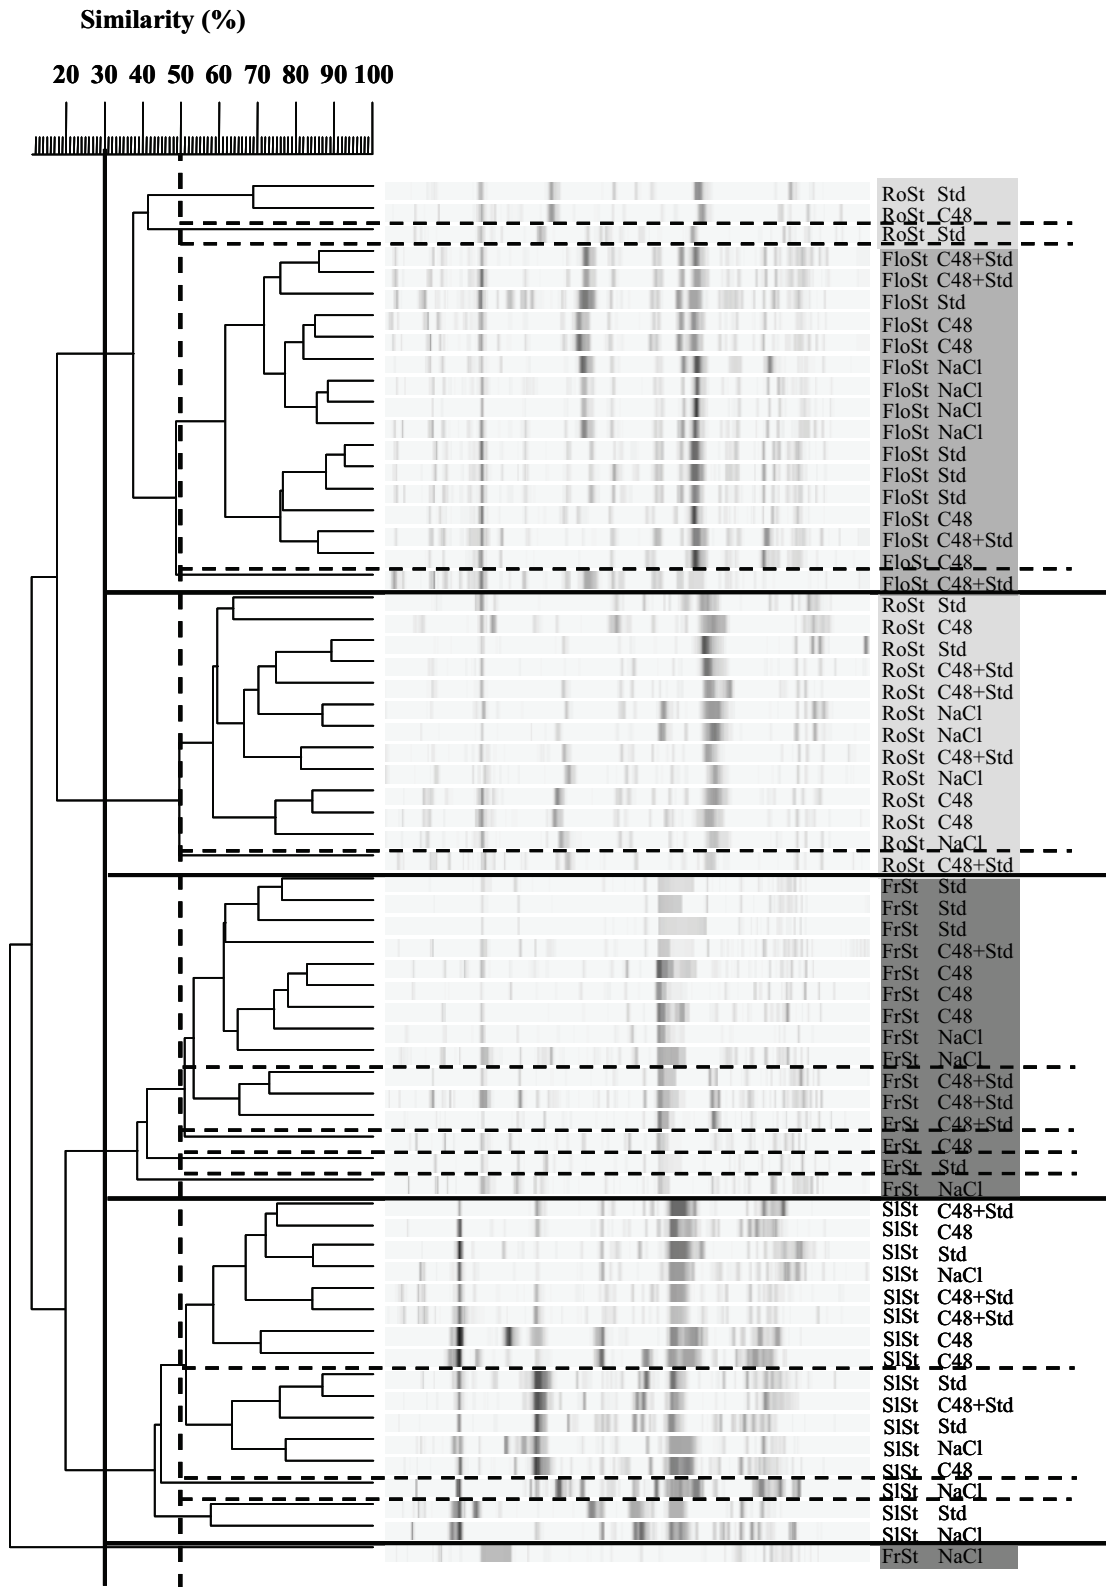 Similarity (%)
20 30 40 50 60 70 80 90 100
RoSt Std
RoSt C48
RoSt Std
FloSt C48+Std
FloSt C48+Std
FloSt Std
FloSt C48
FloSt C48
FloSt NaCl
FloSt NaCl
FloSt NaCl
FloSt NaCl
FloSt Std
FloSt Std
FloSt Std
FloSt C48
FloSt C48+Std
FloSt C48
FloSt C48+Std
RoSt Std
RoSt C48
RoSt Std
RoSt C48+Std
RoSt C48+Std
RoSt NaCl
RoSt NaCl
RoSt C48+Std
RoSt NaCl
RoSt C48
RoSt C48
RoSt NaCl
RoSt C48+Std
FrSt Std
FrSt Std
FrSt Std
FrSt C48+Std
FrSt C48
FrSt C48
FrSt C48
FrSt NaCl
FrSt NaCl
FrSt C48+Std
FrSt C48+Std
FrSt C48+Std
FrSt C48
FrSt Std
FrSt NaCl
SlSt C48+Std
SlSt C48
SlSt Std
SlSt NaCl
SlSt C48+Std
SlSt C48+Std
SlSt C48
SlSt C48
SlSt Std
SlSt C48+Std
SlSt Std
SlSt NaCl
SlSt C48
SlSt NaCl
SlSt Std
SlSt NaCl
FrSt NaCl